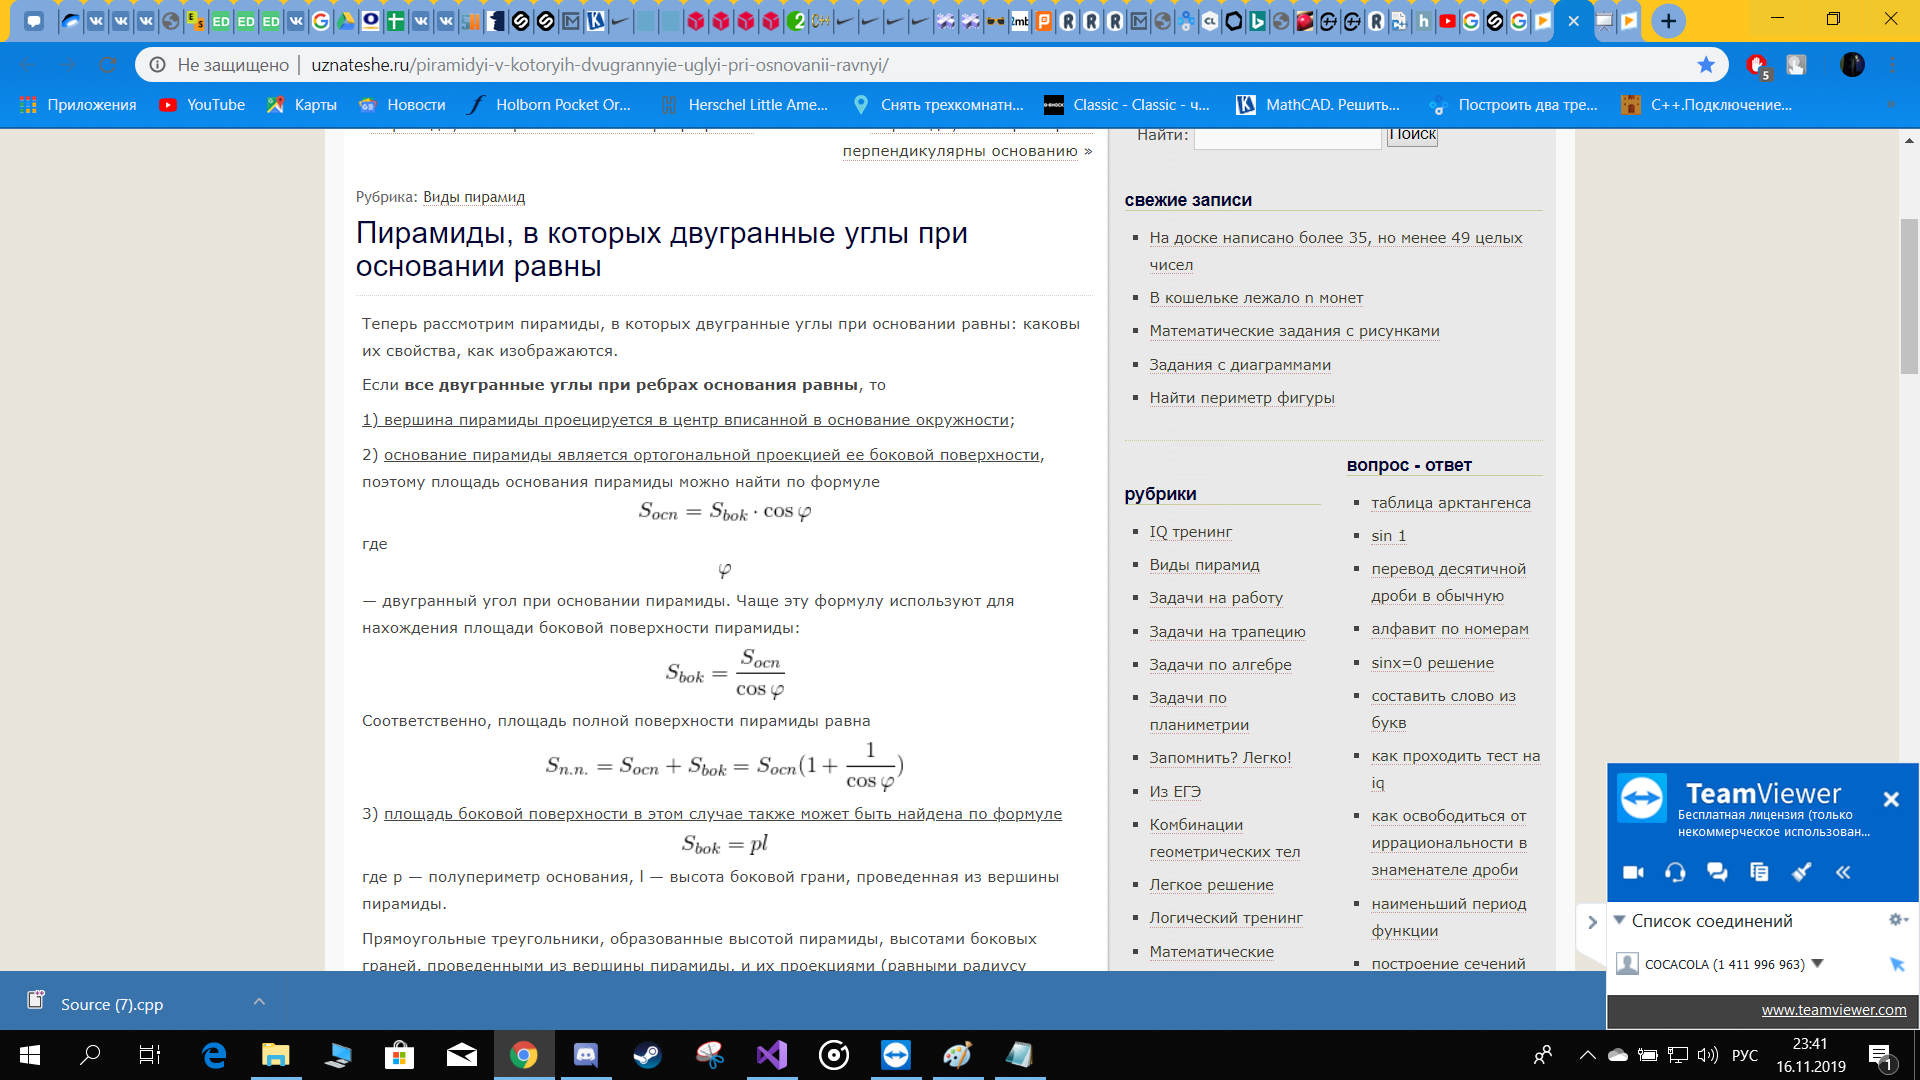 Не защищено | uznateshe.ru/piramidyi-v-kotoryih-dvugrannyie-uglyi-pri-osnovanii-ravnyi/
5
Приложения
YouTube
Карты
Новости
Holborn Pocket Or...
Herschel Little Ame...
Снять трехкомнатн...
Classic - Classic - ч...
MathCAD. Решить...
Построить два тре...
C++.Подключение...
перпендикулярны основанию »
Рубрика: Виды пирамид
Пирамиды, в которых двугранные углы при
основании равны
Теперь рассмотрим пирамиды, в которых двугранные углы при основании равны: каковы
их свойства, как изображаются.
Если все двугранные углы при ребрах основания равны, то
1) вершина пирамиды проецируется в центр вписанной в основание окружности;
2) основание пирамиды является ортогональной проекцией ее боковой поверхности,
поэтому площадь основания пирамиды можно найти по формуле
S_{ocn} = S_{bok} · cos φ
где
φ
— двугранный угол при основании пирамиды. Чаще эту формулу используют для
нахождения площади боковой поверхности пирамиды:
S_{bok} = S_{ocn} / cos φ
Соответственно, площадь полной поверхности пирамиды равна
S_{n.n.} = S_{ocn} + S_{bok} = S_{ocn}(1 + 1 / cos φ)
3) площадь боковой поверхности в этом случае также может быть найдена по формуле
S_{bok} = pl
где p — полупериметр основания, l — высота боковой грани, проведенная из вершины
пирамиды.
Прямоугольные треугольники, образованные высотой пирамиды, высотами боковых
граней, проведенными из вершины пирамиды, и их проекциями (равными радиусу
Найти:
Поиск
свежие записи
На доске написано более 35, но менее 49 целых
чисел
В кошельке лежало n монет
Математические задания с рисунками
Задания с диаграммами
Найти периметр фигуры
рубрики
IQ тренинг
Виды пирамид
Задачи на работу
Задачи на трапецию
Задачи по алгебре
Задачи по
планиметрии
Запомнить? Легко!
Из ЕГЭ
Комбинации
геометрических тел
Легкое решение
Логический тренинг
Математические
вопрос - ответ
таблица арктангенса
sin 1
перевод десятичной
дроби в обычную
алфавит по номерам
sinx=0 решение
составить слово из
букв
как проходить тест на
iq
как освободиться от
иррациональности в
знаменателе дроби
наименьший период
функции
построение сечений
TeamViewer
Бесплатная лицензия (только
некоммерческое использован...
Список соединений
COCACOLA (1 411 996 963)
www.teamviewer.com
Source (7).cpp
РУС
23:41
16.11.2019
1